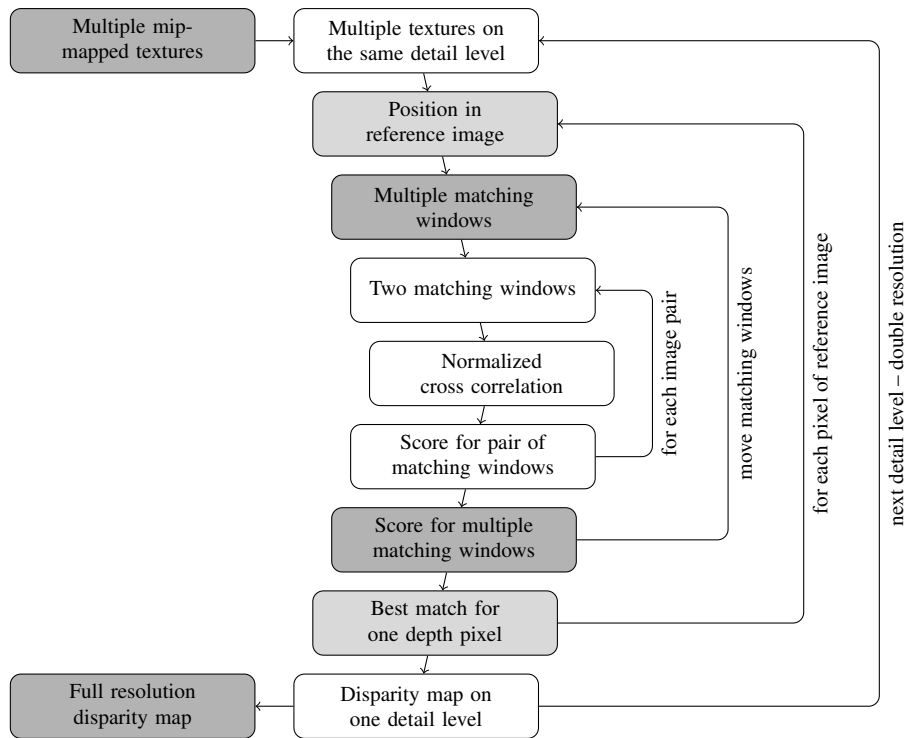 Multiple mip-
mapped textures
Multiple textures on
the same detail level
Position in
reference image
Multiple matching
windows
Two matching windows
Normalized
cross correlation
Score for pair of
matching windows
Score for multiple
matching windows
Best match for
one depth pixel
Full resolution
disparity map
Disparity map on
one detail level
for each image pair
move matching windows
for each pixel of reference image
next detail level – double resolution